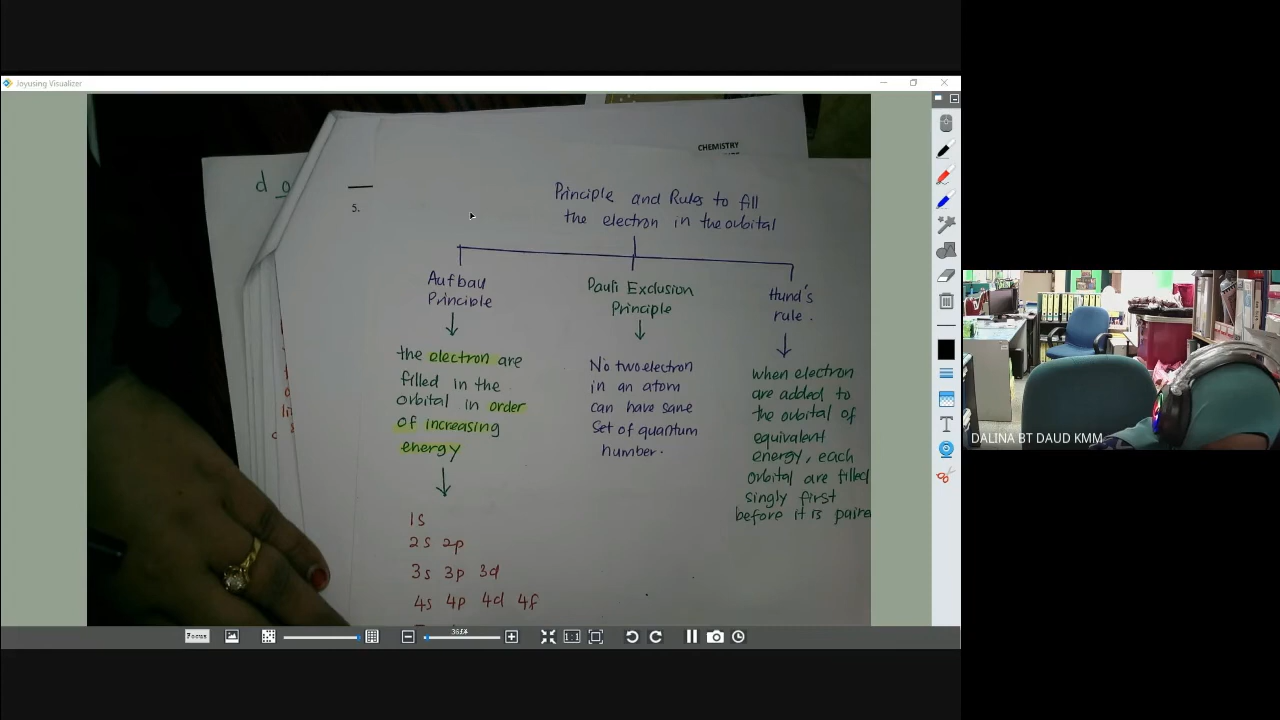 Joyusing Visualizer
CHEMISTRY
d o
5.
Principle and Rules to fill
the electron in the orbital
Aufbau
Principle
the electron are
filled in the
orbital in order
of increasing
energy
1s
2s 2p
3s 3p 3d
4s 4p 4d 4f
Pauli Exclusion
Principle
No two electron
in an atom
can have same
set of quantum
number.
Hund's
rule.
when electron
are added to
the orbital of
equivalent
energy, each
orbital are filled
singly first
before it is paire
Focus
1:1
T
DALINA BT DAUD KMM